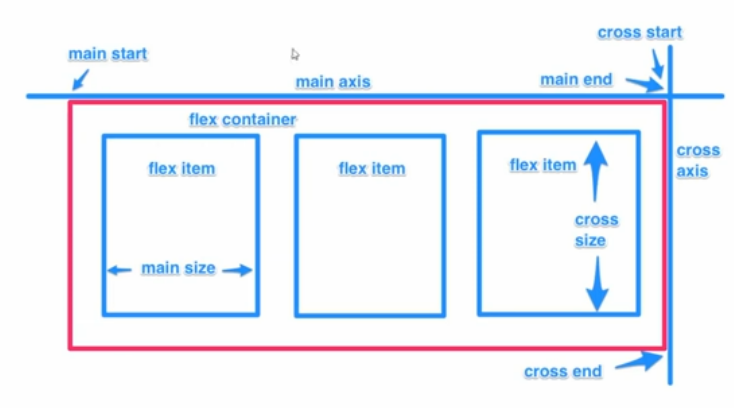 cross start
main start
main axis
main end
flex container
cross
axis
flex item
flex item
flex item
cross
size
main size
cross end